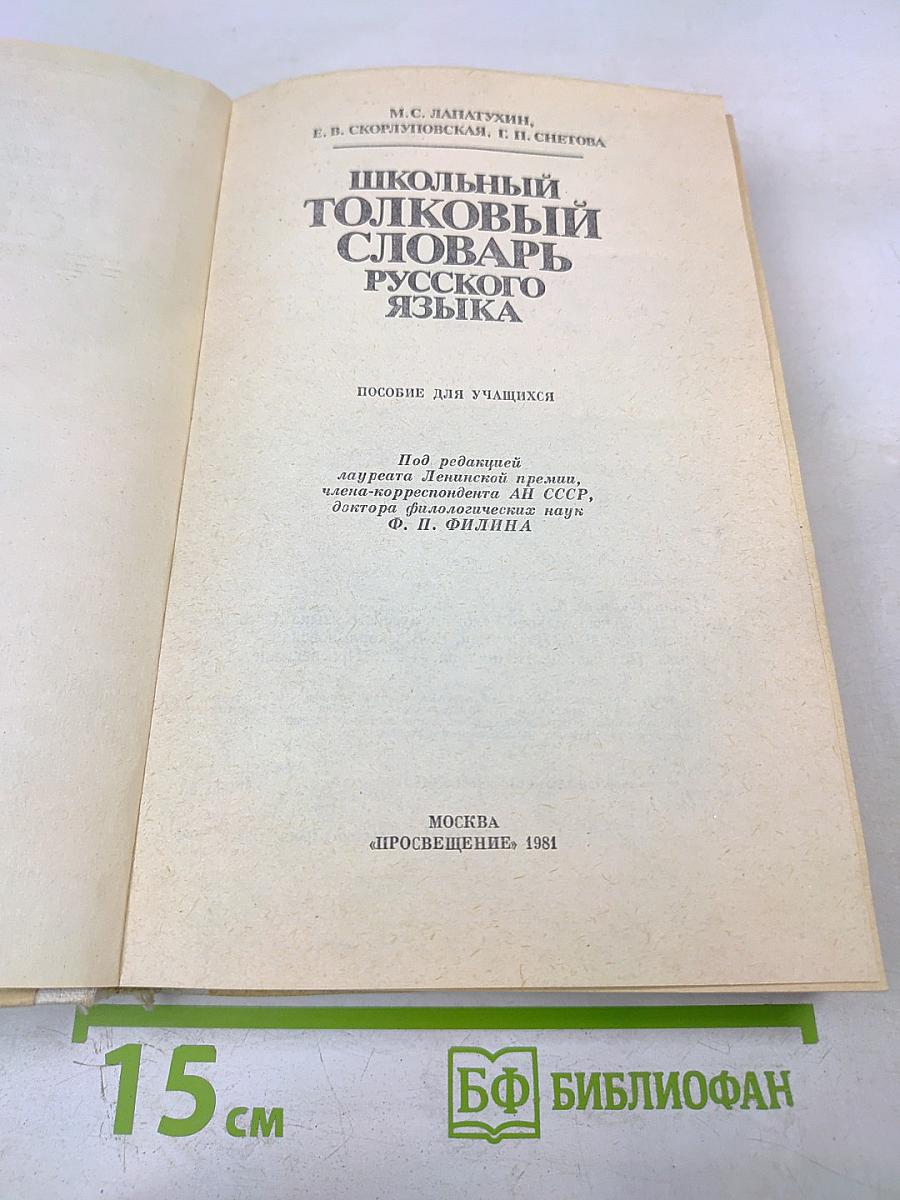 М. С. ЛАПАТУХИН,
Е. В. СКОРЛУПОВСКАЯ, Г. П. СНЕТОВА
ШКОЛЬНЫЙ
ТОЛКОВЫЙ
СЛОВАРЬ
РУССКОГО
ЯЗЫКА
ПОСОБИЕ ДЛЯ УЧАЩИХСЯ
Под редакцией
лауреата Ленинской премии,
члена-корреспондента АН СССР,
доктора филологических наук
Ф. П. ФИЛИНА
МОСКВА
«ПРОСВЕЩЕНИЕ» 1981
15 см
БФ БИБЛИОФАН